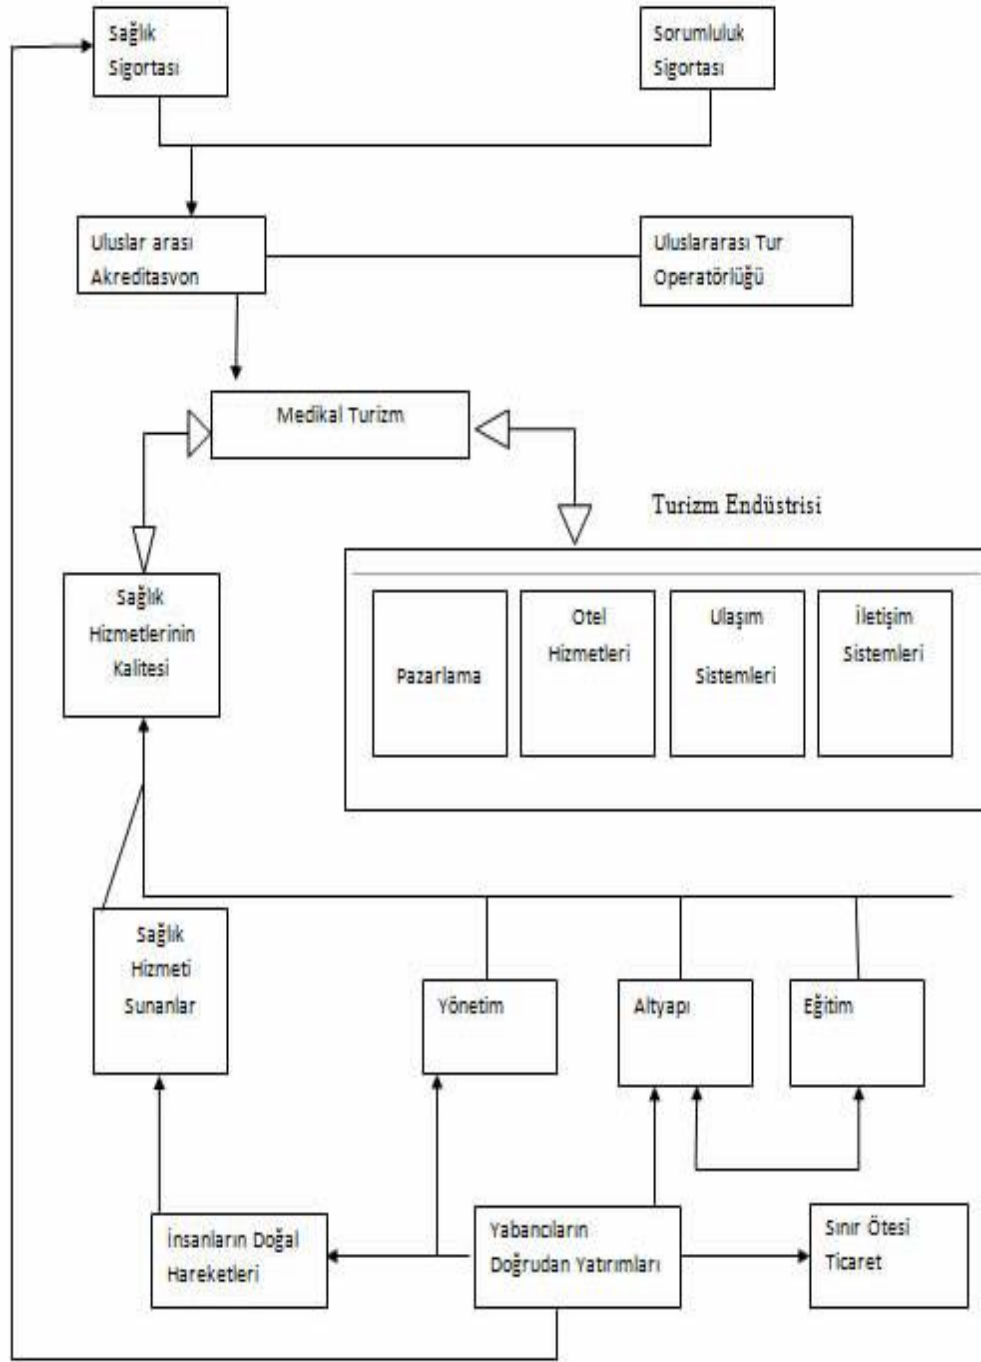 Sağlık
Sigortası
Sorumluluk
Sigortası
Uluslar arası
Akreditasvon
Uluslararası Tur
Operatörlüğü
Medikal Turizm
Turizm Endüstrisi
Sağlık
Hizmetlerinin
Kalitesi
Pazarlama
Otel
Hizmetleri
Ulaşım
Sistemleri
İletişim
Sistemleri
Sağlık
Hizmeti
Sunanlar
Yönetim
Altyapı
Eğitim
İnsanların Doğal
Hareketleri
Yabancıların
Doğrudan Yatırımları
Sınır Ötesi
Ticaret